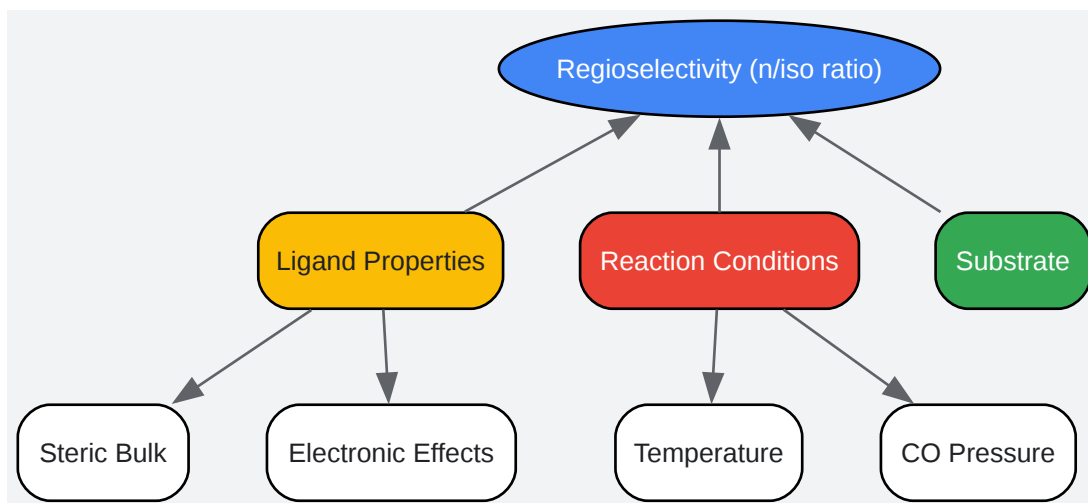 Regioselectivity (n/iso ratio)
Ligand Properties
Reaction Conditions
Substrate
Steric Bulk
Electronic Effects
Temperature
CO Pressure